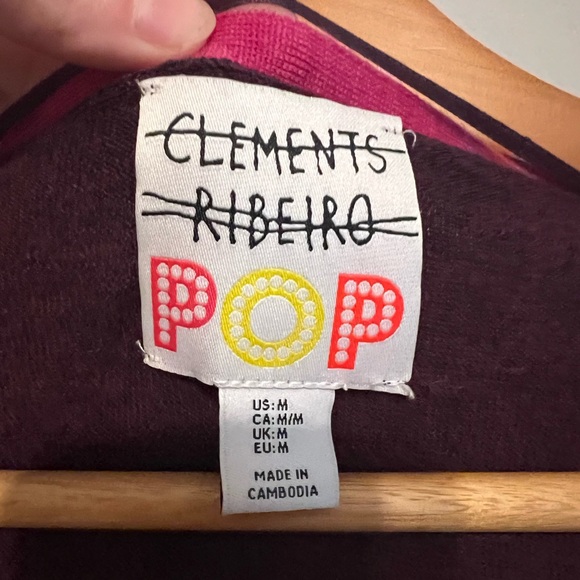 CLEMENTS
RIBEIRO
POP
US:M
CA:M/M
UK:M
EU:M
MADE IN
CAMBODIA